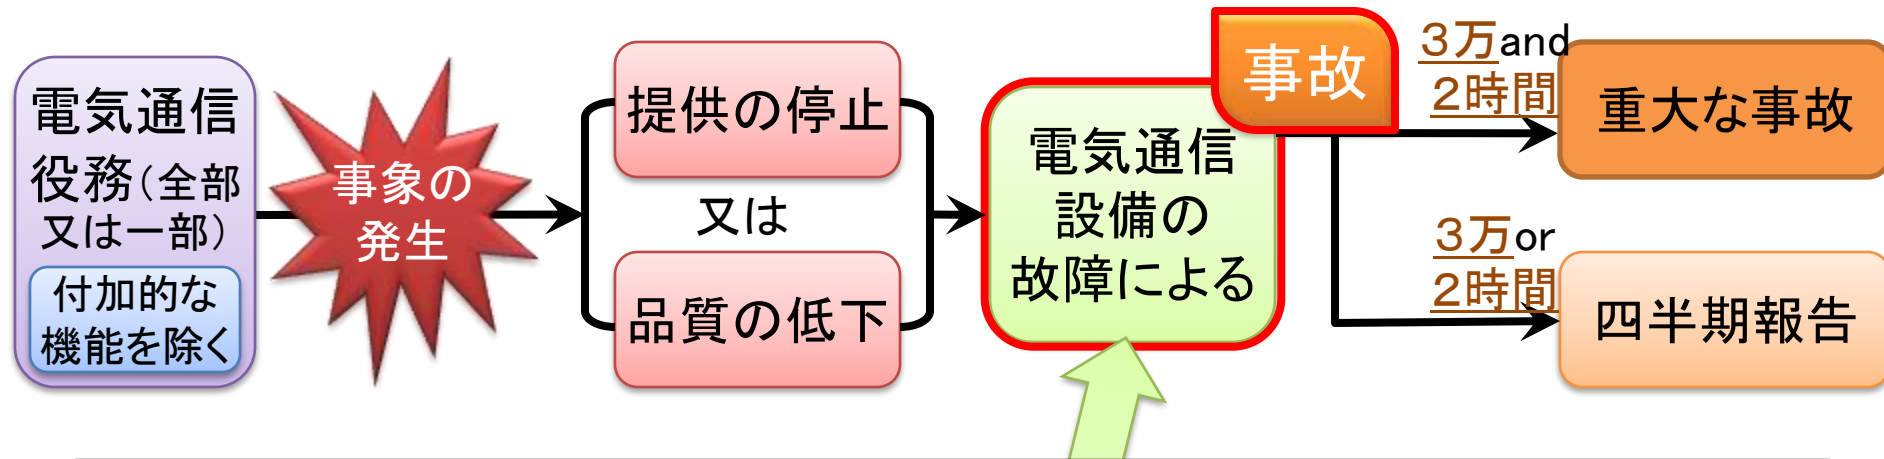 電気通信
役務（全部
又は一部）
付加的な
機能を除く
事象の
発生
提供の停止
又は
品質の低下
電気通信
設備の
故障による
事故
３万and
２時間
重大な事故
３万or
２時間
四半期報告